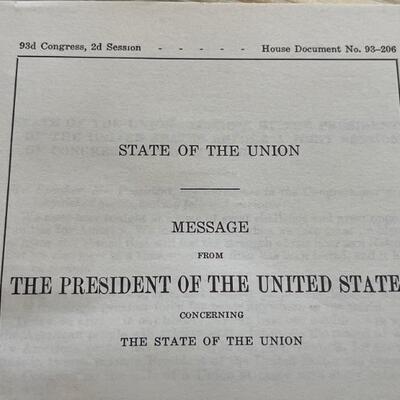 93d Congress, 2d Session - - - - - House Document No. 93-206
STATE OF THE UNION
MESSAGE
FROM
THE PRESIDENT OF THE UNITED STATE
CONCERNING
THE STATE OF THE UNION